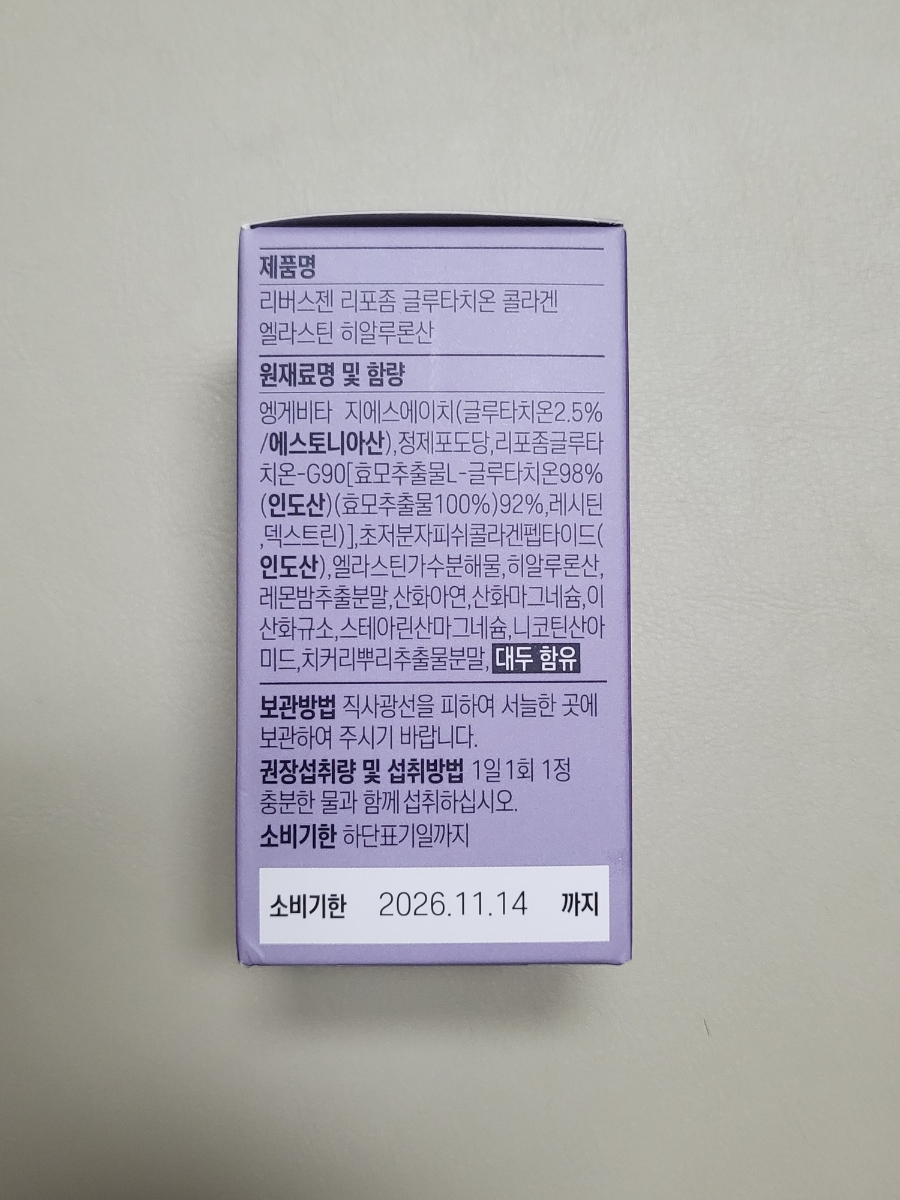 제품명
리버스젠 리포좀 글루타치온 콜라겐
엘라스틴 히알루론산
원재료명 및 함량
엥게비타 지에스에이치(글루타치온2.5%
/에스토니아산),정제포도당,리포좀글루타
치온-G90[효모추출물L-글루타치온98%
(인도산)(효모추출물100%)92%,레시틴
,덱스트린)],초저분자피쉬콜라겐펩타이드(
인도산),엘라스틴가수분해물,히알루론산,
레몬밤추출분말,산화아연,산화마그네슘,이
산화규소,스테아린산마그네슘,니코틴산아
미드,치커리뿌리추출물분말,대두 함유
보관방법 직사광선을 피하여 서늘한 곳에
보관하여 주시기 바랍니다.
권장섭취량 및 섭취방법 1일 1회 1정
충분한 물과 함께 섭취하십시오.
소비기한 하단표기일까지
소비기한 2026.11.14 까지